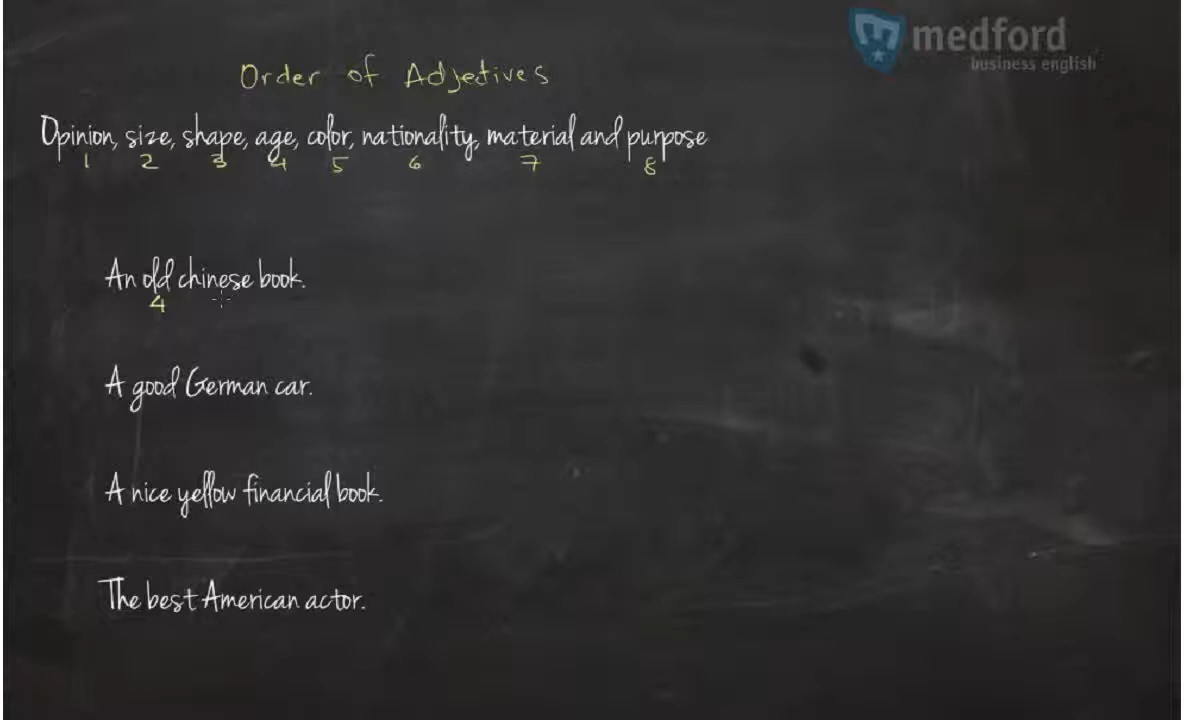 medford
business english
Order of Adjectives
Opinion, size, shape, age, color, nationality, material and purpose
1 2 3 4 5 6 7 8
An old chinese book.
4
A good German car.
A nice yellow financial book.
The best American actor.